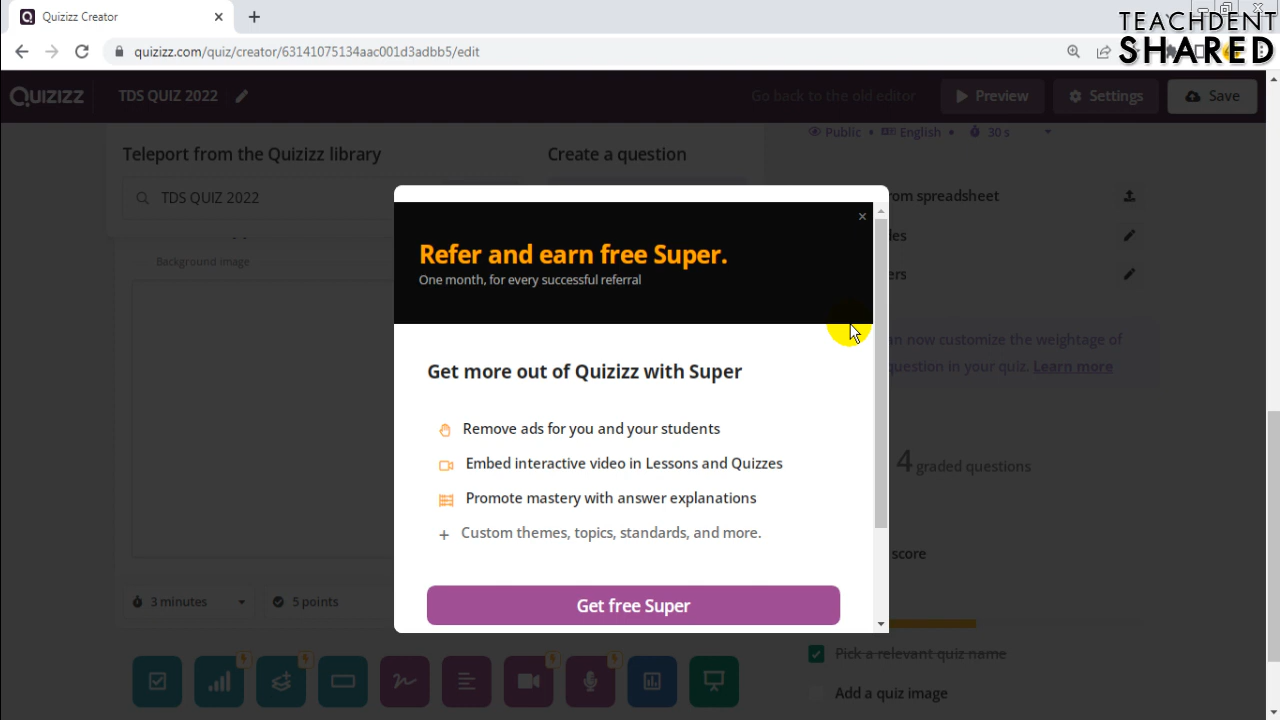 Quizizz Creator
TEACHDENT
SHARED
quizizz.com/quiz/creator/63141075134aac001d3adbb5/edit
QUIZIZZ
TDS QUIZ 2022
Go back to the old editor
Preview
Settings
Save
Teleport from the Quizizz library
Create a question
Public • English • 30 s
TDS QUIZ 2022
om spreadsheet
Background image
Refer and earn free Super.
One month, for every successful referral
n now customize the weightage of
question in your quiz. Learn more
Get more out of Quizizz with Super
Remove ads for you and your students
Embed interactive video in Lessons and Quizzes
Promote mastery with answer explanations
Custom themes, topics, standards, and more.
4 graded questions
score
3 minutes
5 points
Get free Super
Pick a relevant quiz name
Add a quiz image